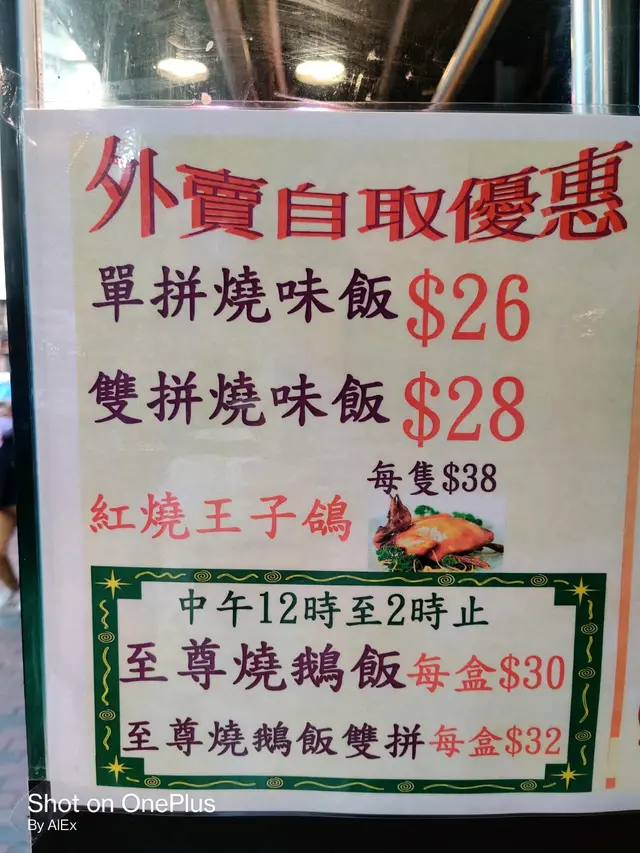 外賣自取優惠
單拼燒味飯$26
雙拼燒味飯$28
每隻$38
紅燒王子鴿
中午12時至2時止
至尊燒鵝飯每盒$30
至尊燒鵝飯雙拼每盒$32
Shot on OnePlus
By AlEx